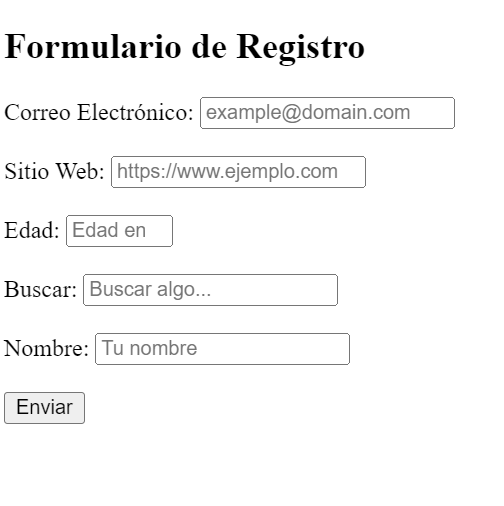 Formulario de Registro
Correo Electrónico: example@domain.com
Sitio Web: https://www.ejemplo.com
Edad: Edad en
Buscar: Buscar algo...
Nombre: Tu nombre
Enviar